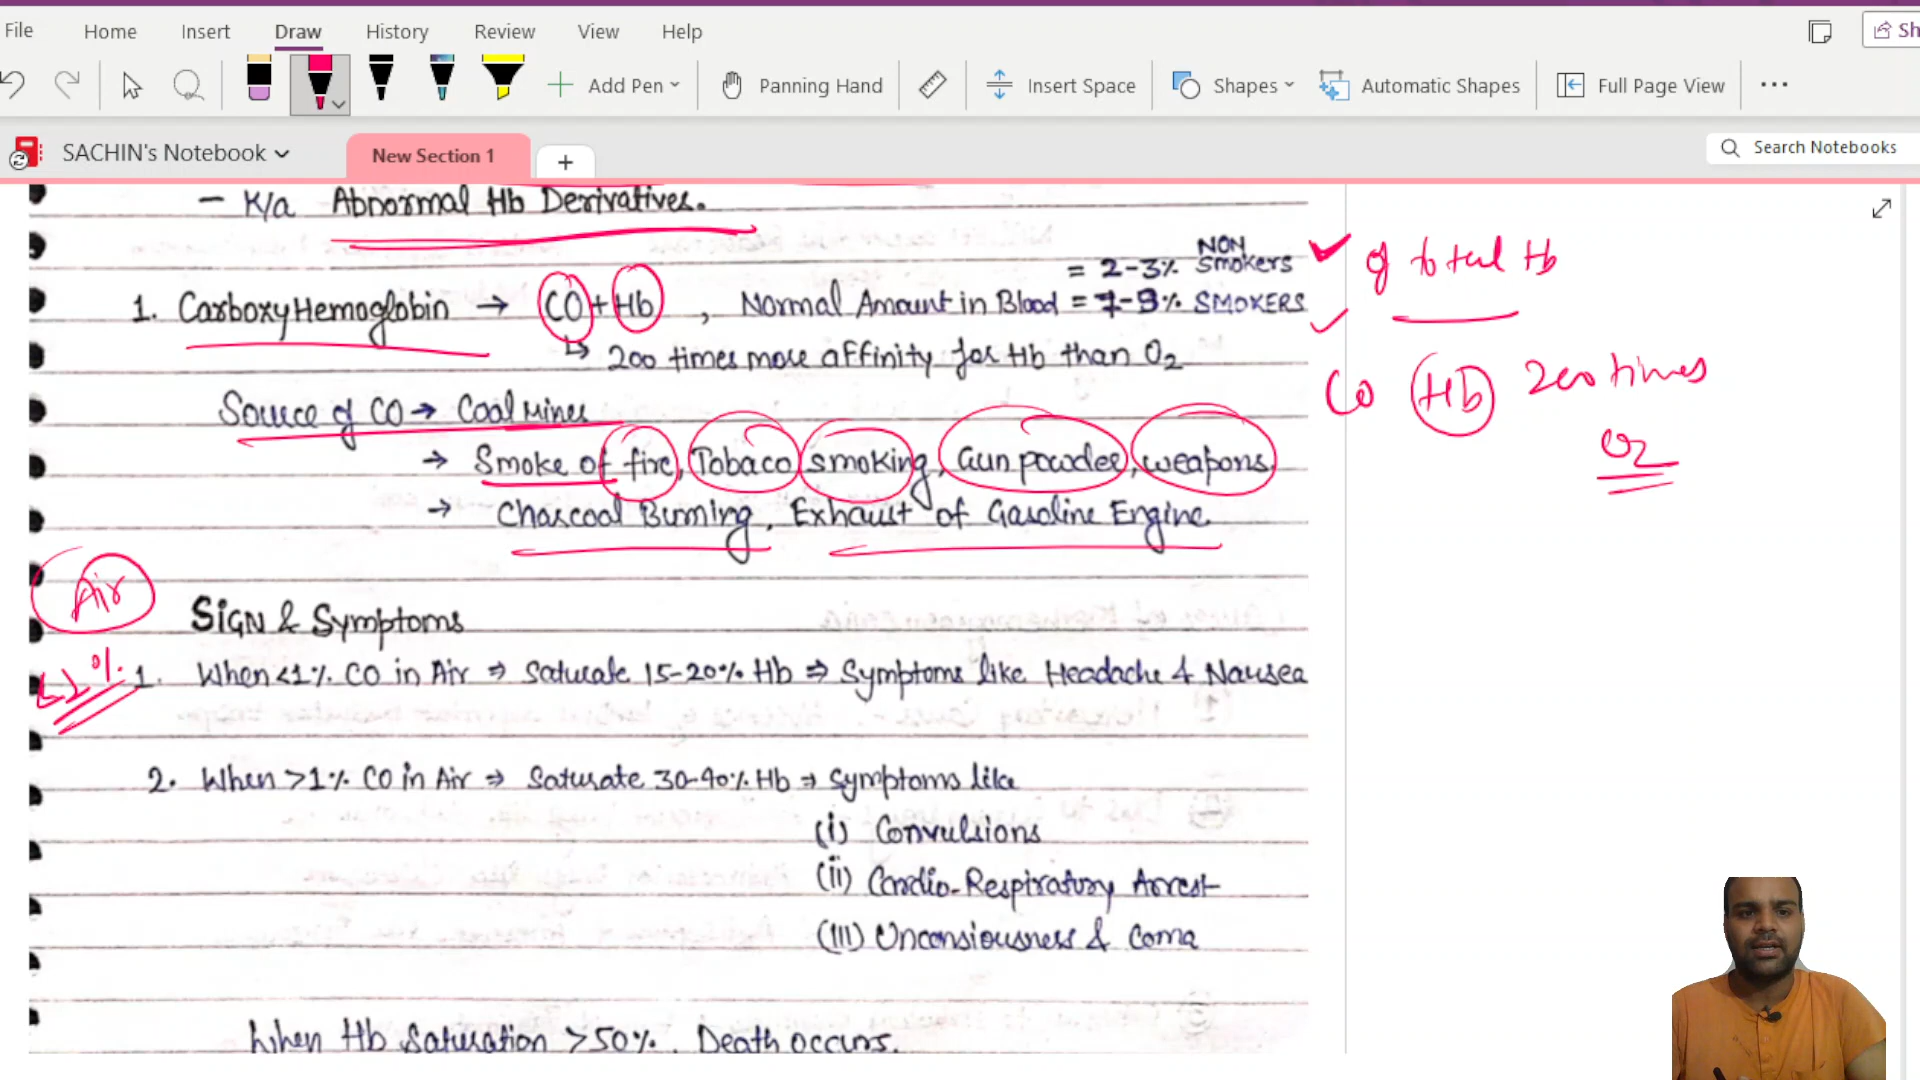 File Home Insert Draw History Review View Help Sh
Add Pen Panning Hand Insert Space Shapes Automatic Shapes Full Page View
SACHIN's Notebook New Section 1 + Search Notebooks
- K/a Abnormal Hb Derivatives.
= 2-3% NON Smokers of total Hb
1. CarboxyHemoglobin → CO + Hb , Normal Amount in Blood = 7-9% SMOKERS
↳ 200 times more affinity for Hb than O2
CO Hb 200 times
O2
Source of CO → Coal Mines
→ Smoke of fire, Tobaco smoking, Gun powder, weapons,
→ Charcoal Burning, Exhaust of Gasoline Engine
Air
SIGN & Symptoms
1. When <1% CO in Air ⇒ Saturate 15-20% Hb ⇒ Symptoms like Headache & Nausea
2. When >1% CO in Air ⇒ Saturate 30-40% Hb ⇒ Symptoms like
(i) Convulsions
(ii) Cardio-Respiratory Arrest
(III) Unconsiousness & Coma
When Hb Saturation >50%. Death occurs.